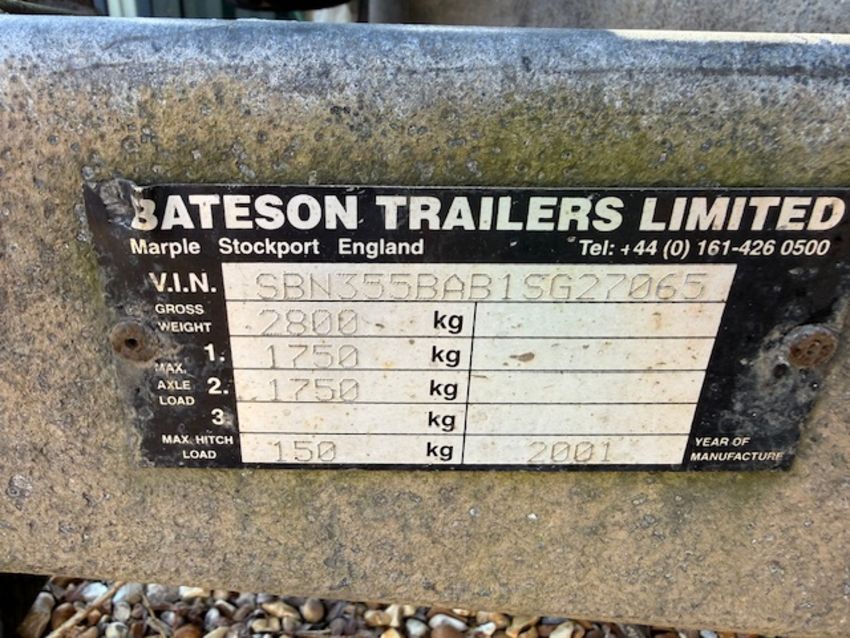 BATESON TRAILERS LIMITED
Marple Stockport England Tel: +44 (0) 161-426 0500
V.I.N. SBN355BAB1SG27065
GROSS WEIGHT 2800 kg
MAX. AXLE LOAD 1. 1750 kg
2. 1750 kg
3. kg
MAX. HITCH LOAD 150 kg 2001 YEAR OF MANUFACTURE